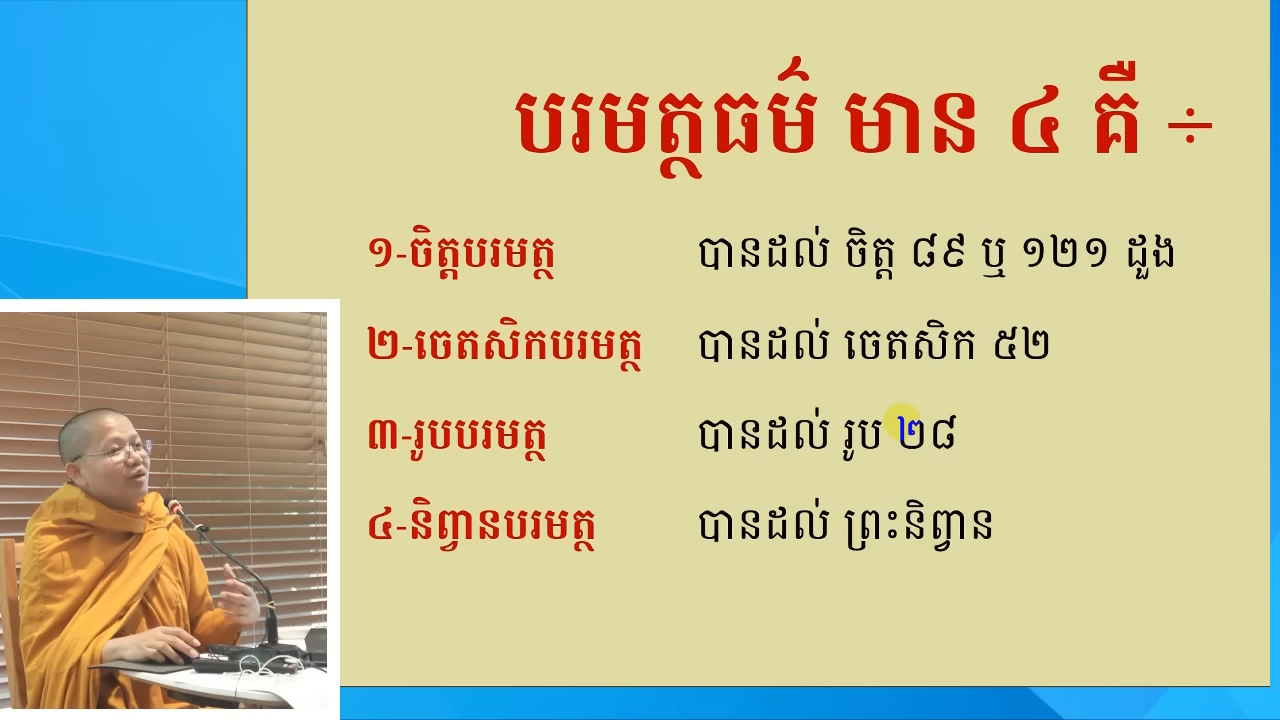 បរមត្ថធម៌ មាន ៤ គឺ ÷
១-ចិត្តបរមត្ថ បានដល់ ចិត្ត ៨៩ ឬ ១២១ ដួង
២-ចេតសិកបរមត្ថ បានដល់ ចេតសិក ៥២
៣-រូបបរមត្ថ បានដល់ រូប ២៨
៤-និព្វានបរមត្ថ បានដល់ ព្រះនិព្វាន